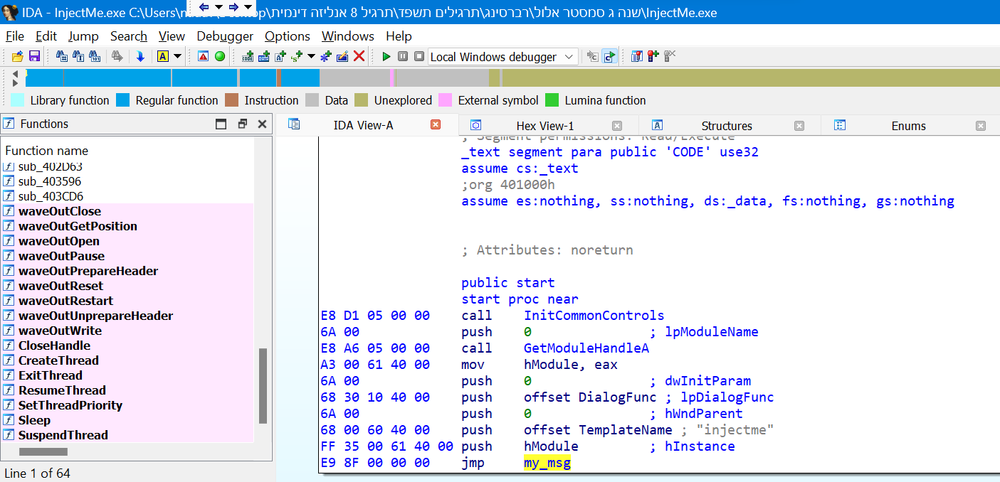 IDA - InjectMe.exe C:\Users\ \שנה ג סמסטר אלול\רברסינג\תרגילים תשפד\תרגיל 8 אנליזה דינמית\InjectMe.exe
File Edit Jump Search View Debugger Options Windows Help
Local Windows debugger
Library function Regular function Instruction Data Unexplored External symbol Lumina function
Functions
IDA View-A Hex View-1 Structures Enums
Function name
sub_402D63
sub_403596
sub_403CD6
waveOutClose
waveOutGetPosition
waveOutOpen
waveOutPause
waveOutPrepareHeader
waveOutReset
waveOutRestart
waveOutUnprepareHeader
waveOutWrite
CloseHandle
CreateThread
ExitThread
ResumeThread
SetThreadPriority
Sleep
SuspendThread
Line 1 of 64
; Segment permissions: Read/Execute
_text segment para public 'CODE' use32
assume cs:_text
;org 401000h
assume es:nothing, ss:nothing, ds:_data, fs:nothing, gs:nothing
; Attributes: noreturn
public start
start proc near
E8 D1 05 00 00 call InitCommonControls
6A 00 push 0 ; lpModuleName
E8 A6 05 00 00 call GetModuleHandleA
A3 00 61 40 00 mov hModule, eax
6A 00 push 0 ; dwInitParam
68 30 10 40 00 push offset DialogFunc ; lpDialogFunc
6A 00 push 0 ; hWndParent
68 00 60 40 00 push offset TemplateName ; "injectme"
FF 35 00 61 40 00 push hModule ; hInstance
E9 8F 00 00 00 jmp my_msg